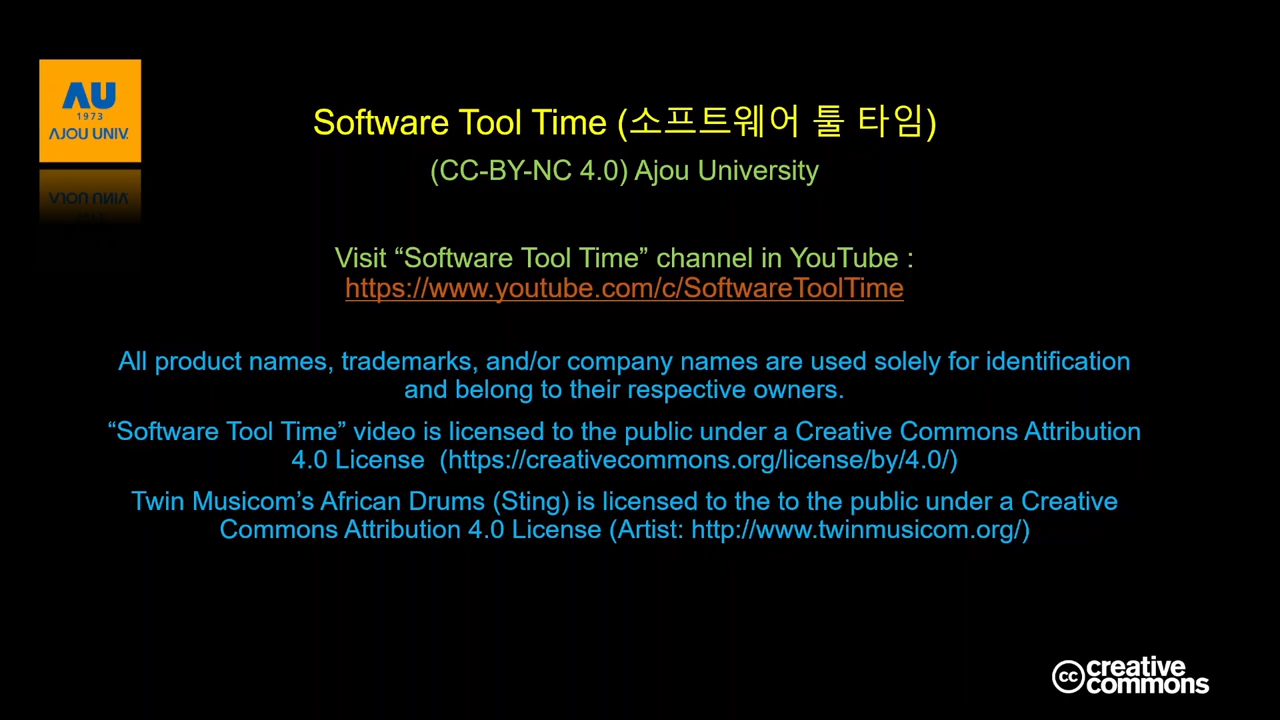 AU
1973
AJOU UNIV.
Software Tool Time (소프트웨어 툴 타임)
(CC-BY-NC 4.0) Ajou University
Visit “Software Tool Time” channel in YouTube :
https://www.youtube.com/c/SoftwareToolTime
All product names, trademarks, and/or company names are used solely for identification
and belong to their respective owners.
“Software Tool Time” video is licensed to the public under a Creative Commons Attribution
4.0 License (https://creativecommons.org/license/by/4.0/)
Twin Musicom’s African Drums (Sting) is licensed to the to the public under a Creative
Commons Attribution 4.0 License (Artist: http://www.twinmusicom.org/)
cc creative
commons